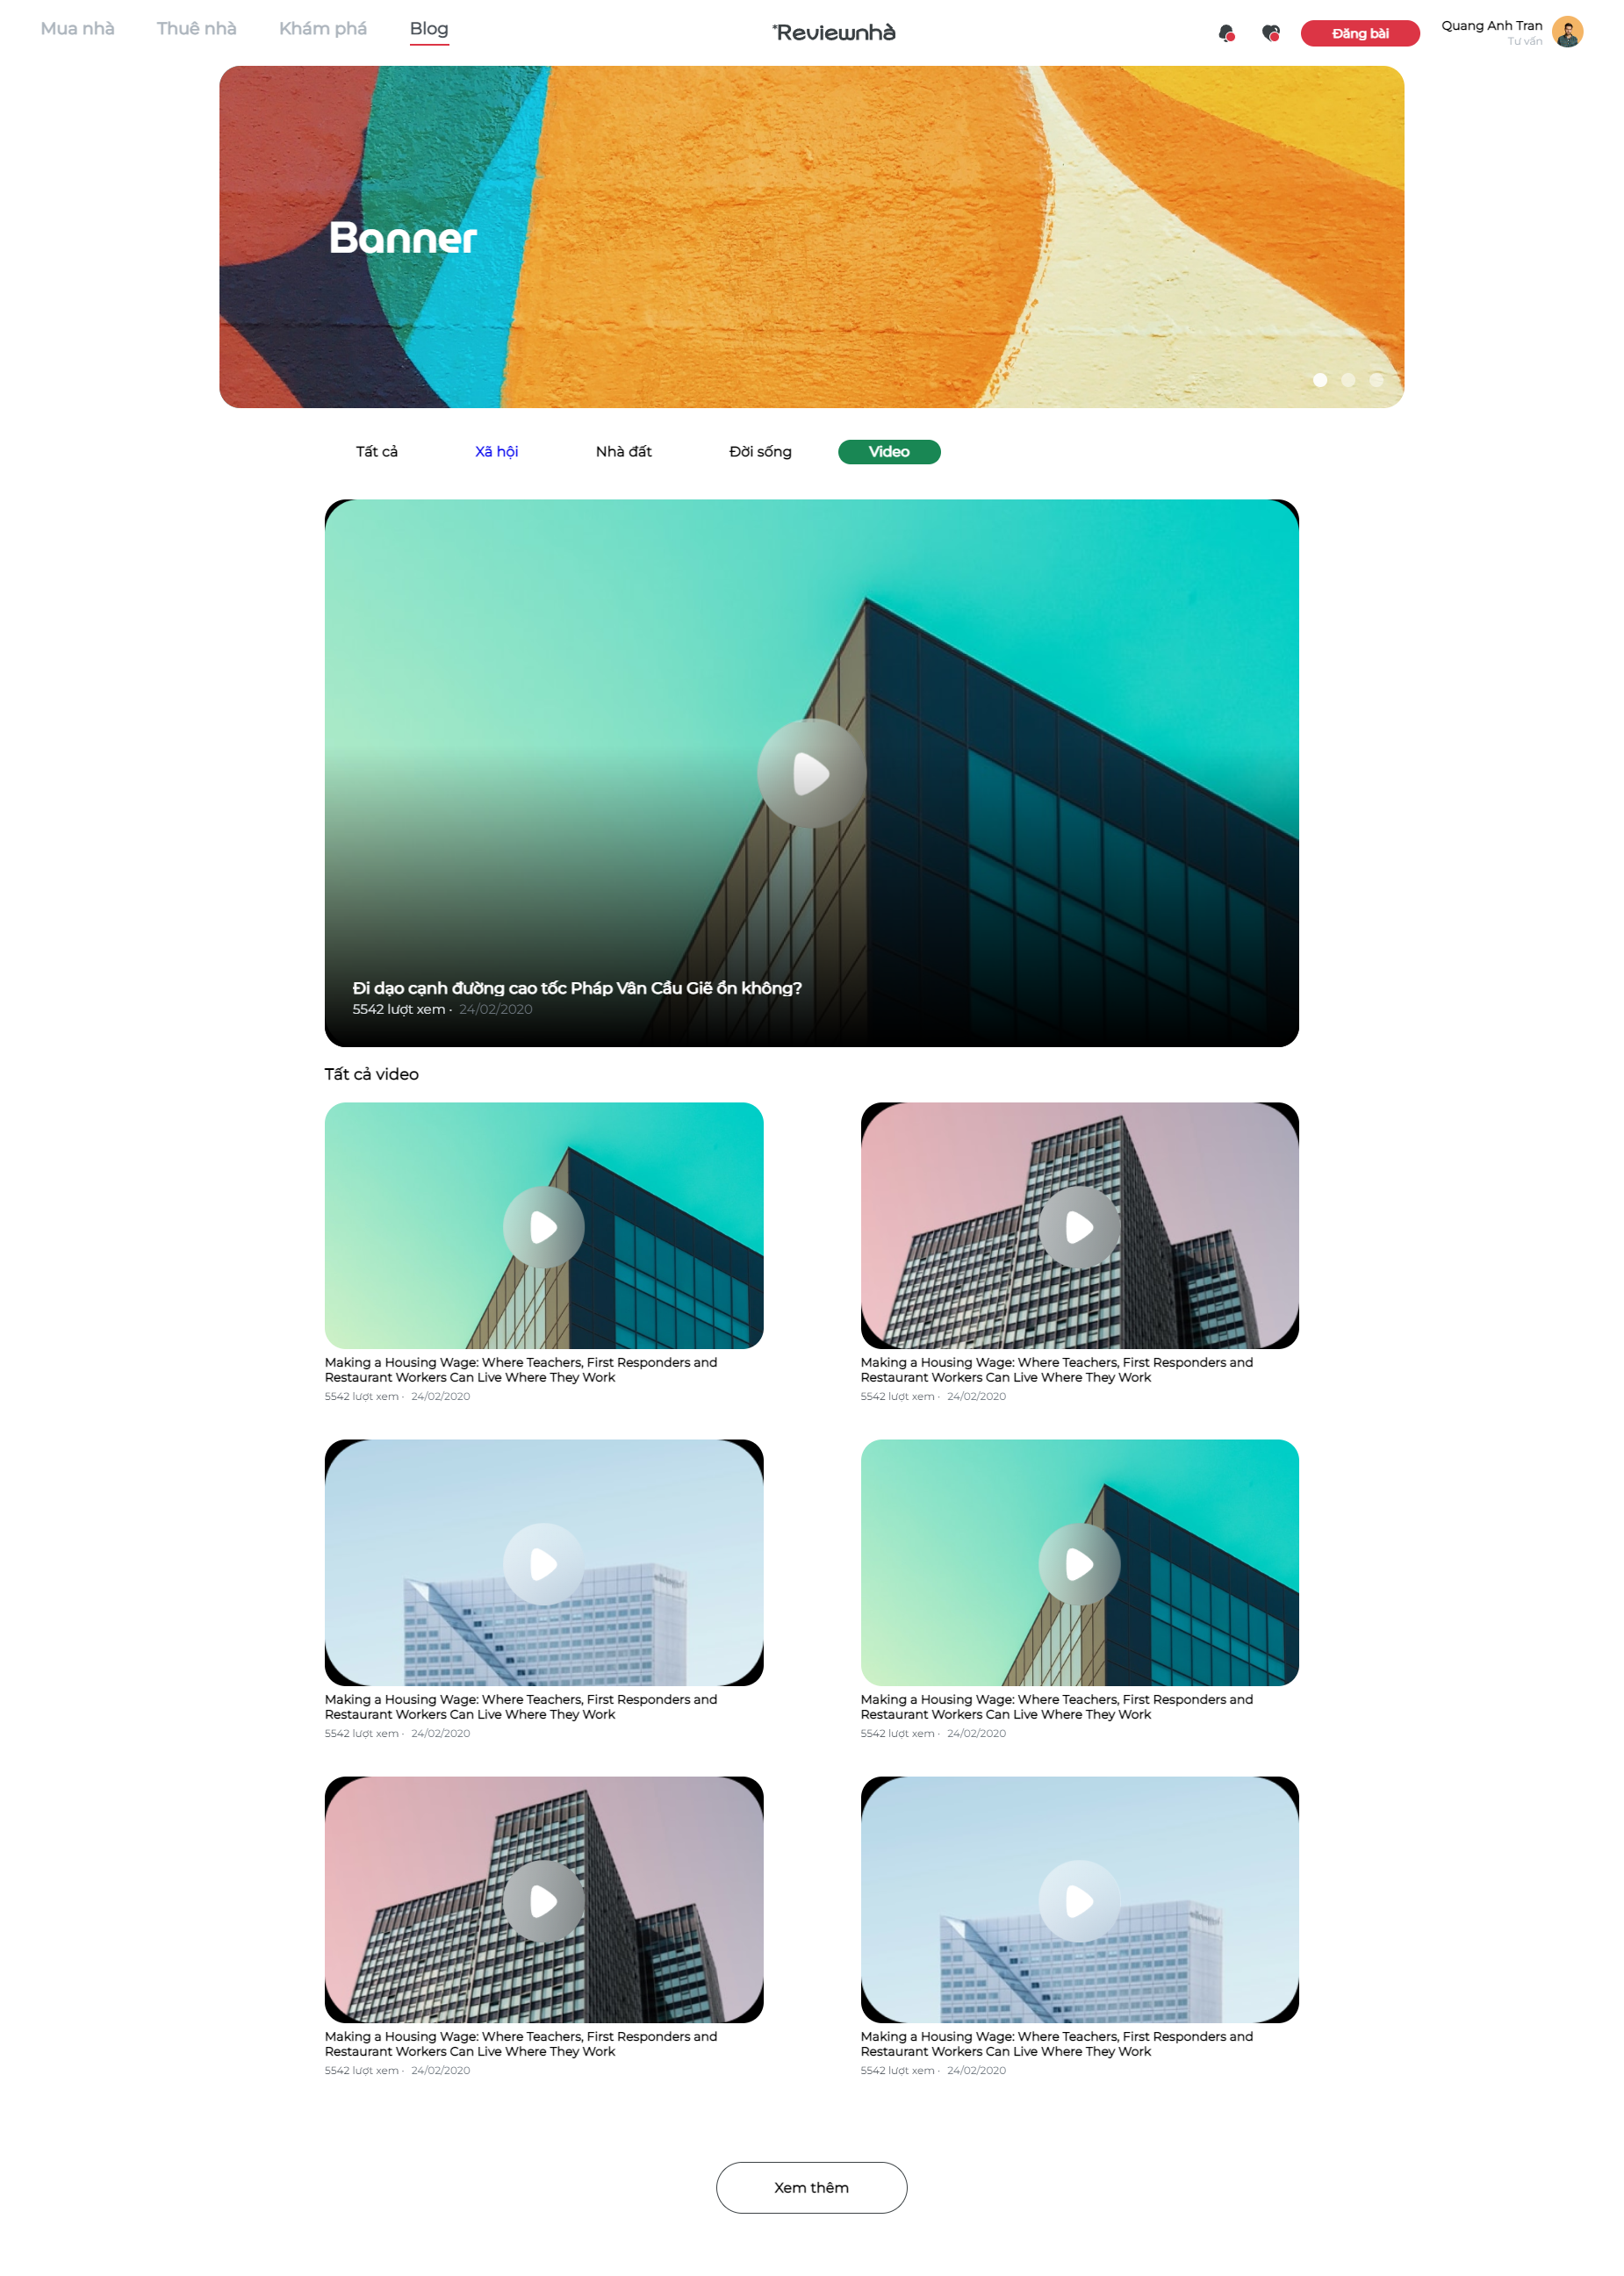 Mua nhà Thuê nhà Khám phá Blog
*Reviewnhà
Đăng bài
Quang Anh Tran
Tư vấn
Banner
Tất cả Xã hội Nhà đất Đời sống Video
Đi dạo cạnh đường cao tốc Pháp Vân Cầu Giẽ ổn không?
5542 lượt xem · 24/02/2020
Tất cả video
Making a Housing Wage: Where Teachers, First Responders and
Restaurant Workers Can Live Where They Work
5542 lượt xem · 24/02/2020
Making a Housing Wage: Where Teachers, First Responders and
Restaurant Workers Can Live Where They Work
5542 lượt xem · 24/02/2020
Making a Housing Wage: Where Teachers, First Responders and
Restaurant Workers Can Live Where They Work
5542 lượt xem · 24/02/2020
Making a Housing Wage: Where Teachers, First Responders and
Restaurant Workers Can Live Where They Work
5542 lượt xem · 24/02/2020
Making a Housing Wage: Where Teachers, First Responders and
Restaurant Workers Can Live Where They Work
5542 lượt xem · 24/02/2020
Making a Housing Wage: Where Teachers, First Responders and
Restaurant Workers Can Live Where They Work
5542 lượt xem · 24/02/2020
Xem thêm